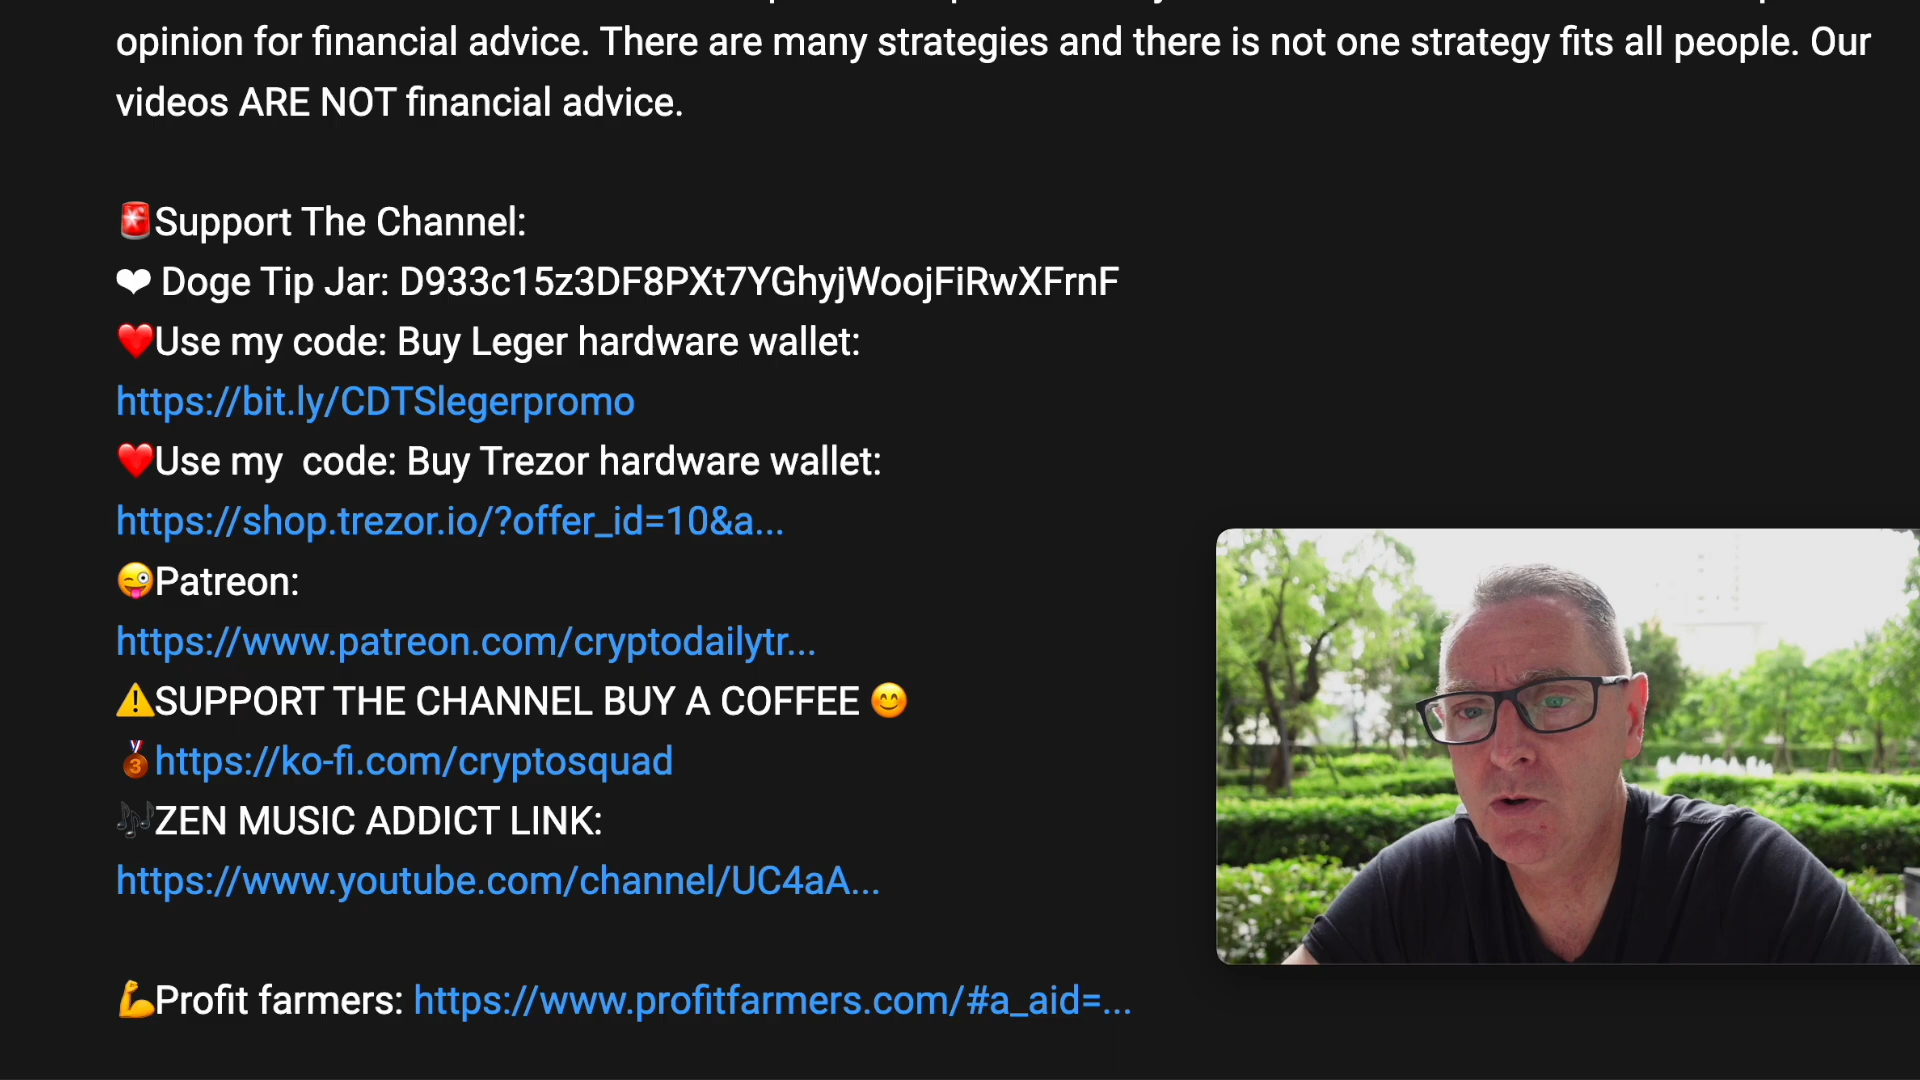 opinion for financial advice. There are many strategies and there is not one strategy fits all people. Our
videos ARE NOT financial advice.
🚨Support The Channel:
❤ Doge Tip Jar: D933c15z3DF8PXt7YGhyjWoojFiRwXFrnF
❤️Use my code: Buy Leger hardware wallet:
https://bit.ly/CDTSlegerpromo
❤️Use my  code: Buy Trezor hardware wallet:
https://shop.trezor.io/?offer_id=10&a...
😜Patreon:
https://www.patreon.com/cryptodailytr...
⚠️SUPPORT THE CHANNEL BUY A COFFEE 😊
🥉https://ko-fi.com/cryptosquad
🎶ZEN MUSIC ADDICT LINK:
https://www.youtube.com/channel/UC4aA...
💪Profit farmers: https://www.profitfarmers.com/#a_aid=...